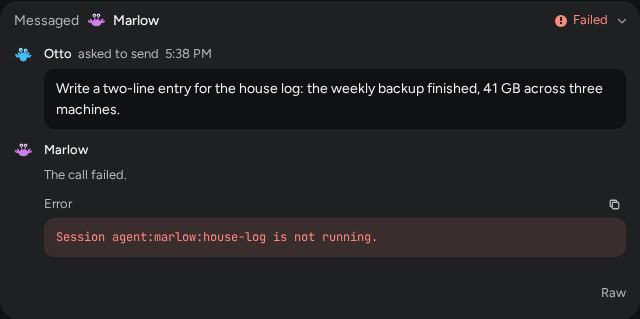 Messaged Marlow Failed
Otto asked to send 5:38 PM
Write a two-line entry for the house log: the weekly backup finished, 41 GB across three
machines.
Marlow
The call failed.
Error
Session agent:marlow:house-log is not running.
Raw